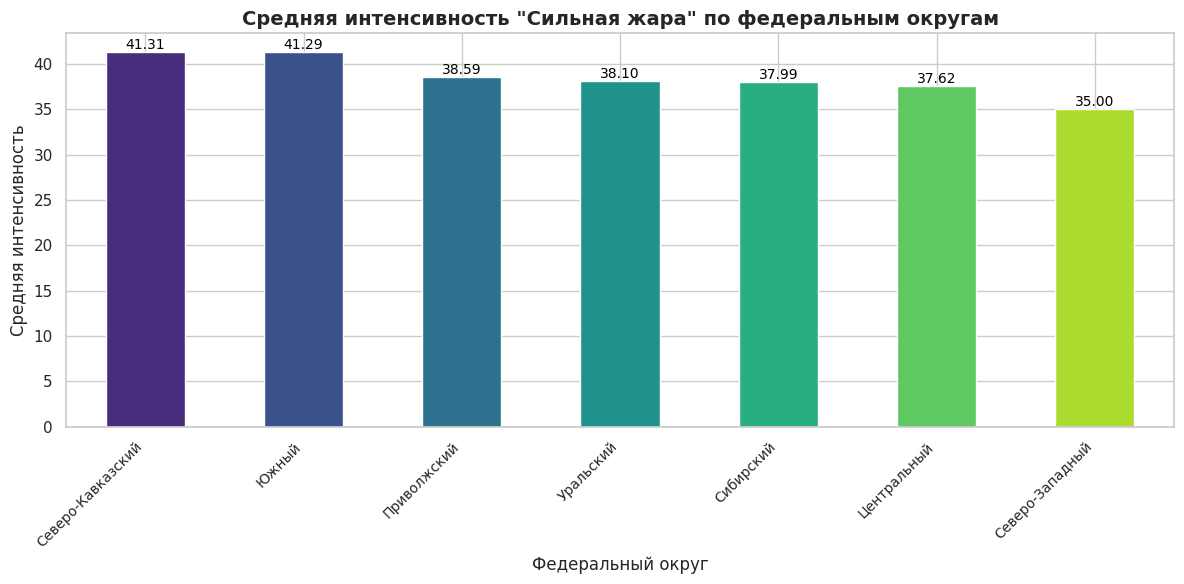 Средняя интенсивность "Сильная жара" по федеральным округам
41.31
41.29
38.59
38.10
37.99
37.62
35.00
40
35
30
25
20
15
10
5
0
Средняя интенсивность
Северо-Кавказский
Южный
Приволжский
Уральский
Сибирский
Центральный
Северо-Западный
Федеральный округ